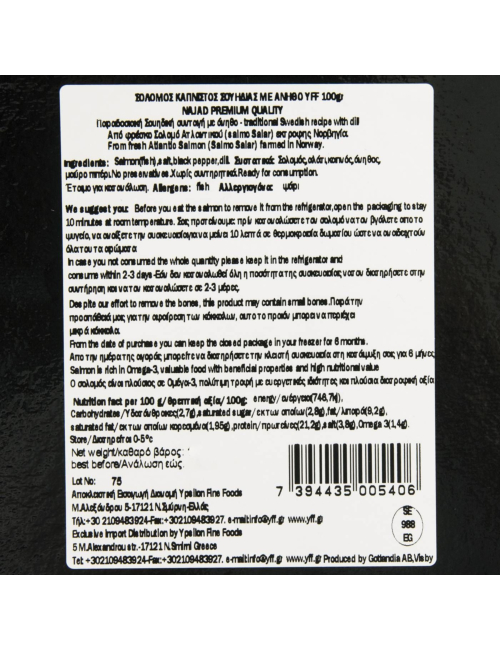 ΣΟΛΟΜΟΣ ΚΑΠΝΙΣΤΟΣ ΣΟΥΗΔΙΑΣ ΜΕ ΑΝΗΘΟ YFF 100gr
NAJAD PREMIUM QUALITY
Παραδοσιακή Σουηδική συνταγή με άνηθο - traditional Swedish recipe with dill
Από φρέσκο Σολομό Ατλαντικού (salmo Salar) εκτροφής Νορβηγία.
From fresh Atlantic Salmon (Salmo Salar) farmed in Norway.
Ingredients: Salmon(fish),salt,black pepper,dill. Συστατικά: Σολομός,αλάτι,καπνός,άνηθος,
μαύρο πιπέρι.No preservatives.Χωρίς συντηρητικά.Ready for consumption.
Έτοιμο για κατανάλωση. Allergens: fish Αλλεργιογόνα: ψάρι
We suggest you: Before you eat the salmon to remove it from the refrigerator,open the packaging to stay
10 minutes at room temperature. Σας προτείνουμε: πρίν καταναλώσετε τον σολομό να τον βγάλετε από το
ψυγείο, να ανοίξετε την συσκευασία για να μείνει 10 λεπτά σε θερμοκρασία δωματίου ώστε να αναδειχτούν
όλα του τα αρώματα
In case you not consumed the whole quantity please keep it in the refrigerator and
consume within 2-3 days -Εάν δεν καταναλωθεί όλη η ποσότητα της συσκευασίας να την διατηρήσετε στην
συντήρηση και να την καταναλώσετε σε 2-3 μέρες.
Despite our effort to remove the bones, this product may contain small bones.Παρά την
προσπάθειά μας για την αφαίρεση των κόκκαλων, αυτό το προιόν μπορει να περιέχει
μικρά κόκκαλα.
From the date of purchase you can keep the closed package in your freezer for 6 months.
Απο την ημέρα της αγοράς μπορείτε να διατηρήσετε την κλειστή συσκευασία στη κατάψυξη σας για 6 μήνες
Salmon is rich in Omega-3, valuable food with beneficial properties and high nutritional value
Ο σολομός είναι πλούσιος σε Ωμέγα-3, πολύτιμη τροφή με ευεργετικές ιδιότητες και πλούσια διατροφική αξία
Nutrition fact per 100 g/ θρεπτική αξία/ 100g: energy/ ενέργεια(746,7kj),
Carbohydrates/Υδατάνθρακες(2,7g),saturated sugar/ εκ των οποίων(2,8g),fat/λιπαρά(9,2g),
saturated fat/εκ των οποίων κορεσμένα(1,95g),protein/πρωτεϊνες(21,2g),salt(3,8g),Omega 3(1,4g).
Store/Διατηρείται 0-5°c
Net weight/καθαρό βάρος:
best before/Ανάλωση εώς:
Lot No: 75
Αποκλειστική Εισαγωγή Διανομή Ypsilon Fine Foods
Μ.Αλεξάνδρου 5-17121 Ν.Σμύρνη-Ελλάς
Τηλ:+30 2109483924-Fax:+302109483927. e-mail:info@yff.gr www.yff.gr
Exclusive Import Distribution by Ypsilon Fine Foods
5 M.Alexandrou str.-17121 N.Smirni Greece
Tel: +302109483924-Fax:+302109483927. e-mail:info@yff.gr www.yff.gr Produced by Gotlandia AB,Visby
7 394435 005406
SE
988
EG